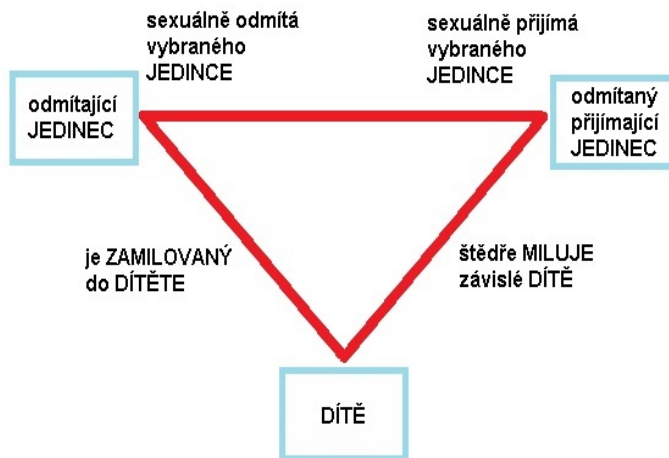 sexuálně odmítá
vybraného
JEDINCE
sexuálně přijímá
vybraného
JEDINCE
odmítající
JEDINEC
odmítaný
přijímající
JEDINEC
je ZAMILOVANÝ
do DÍTĚTE
štědře MILUJE
závislé DÍTĚ
DÍTĚ